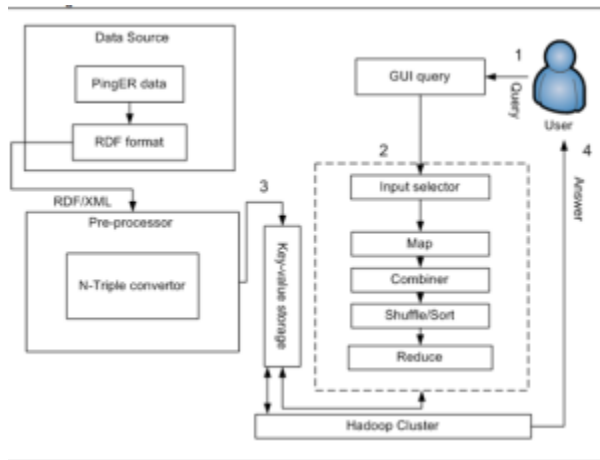 Data Source
PingER data
RDF format
RDF/XML
Pre-processor
N-Triple convertor
3
Key-value storage
GUI query
1
Query
User
4
Answer
2
Input selector
Map
Combiner
Shuffle/Sort
Reduce
Hadoop Cluster